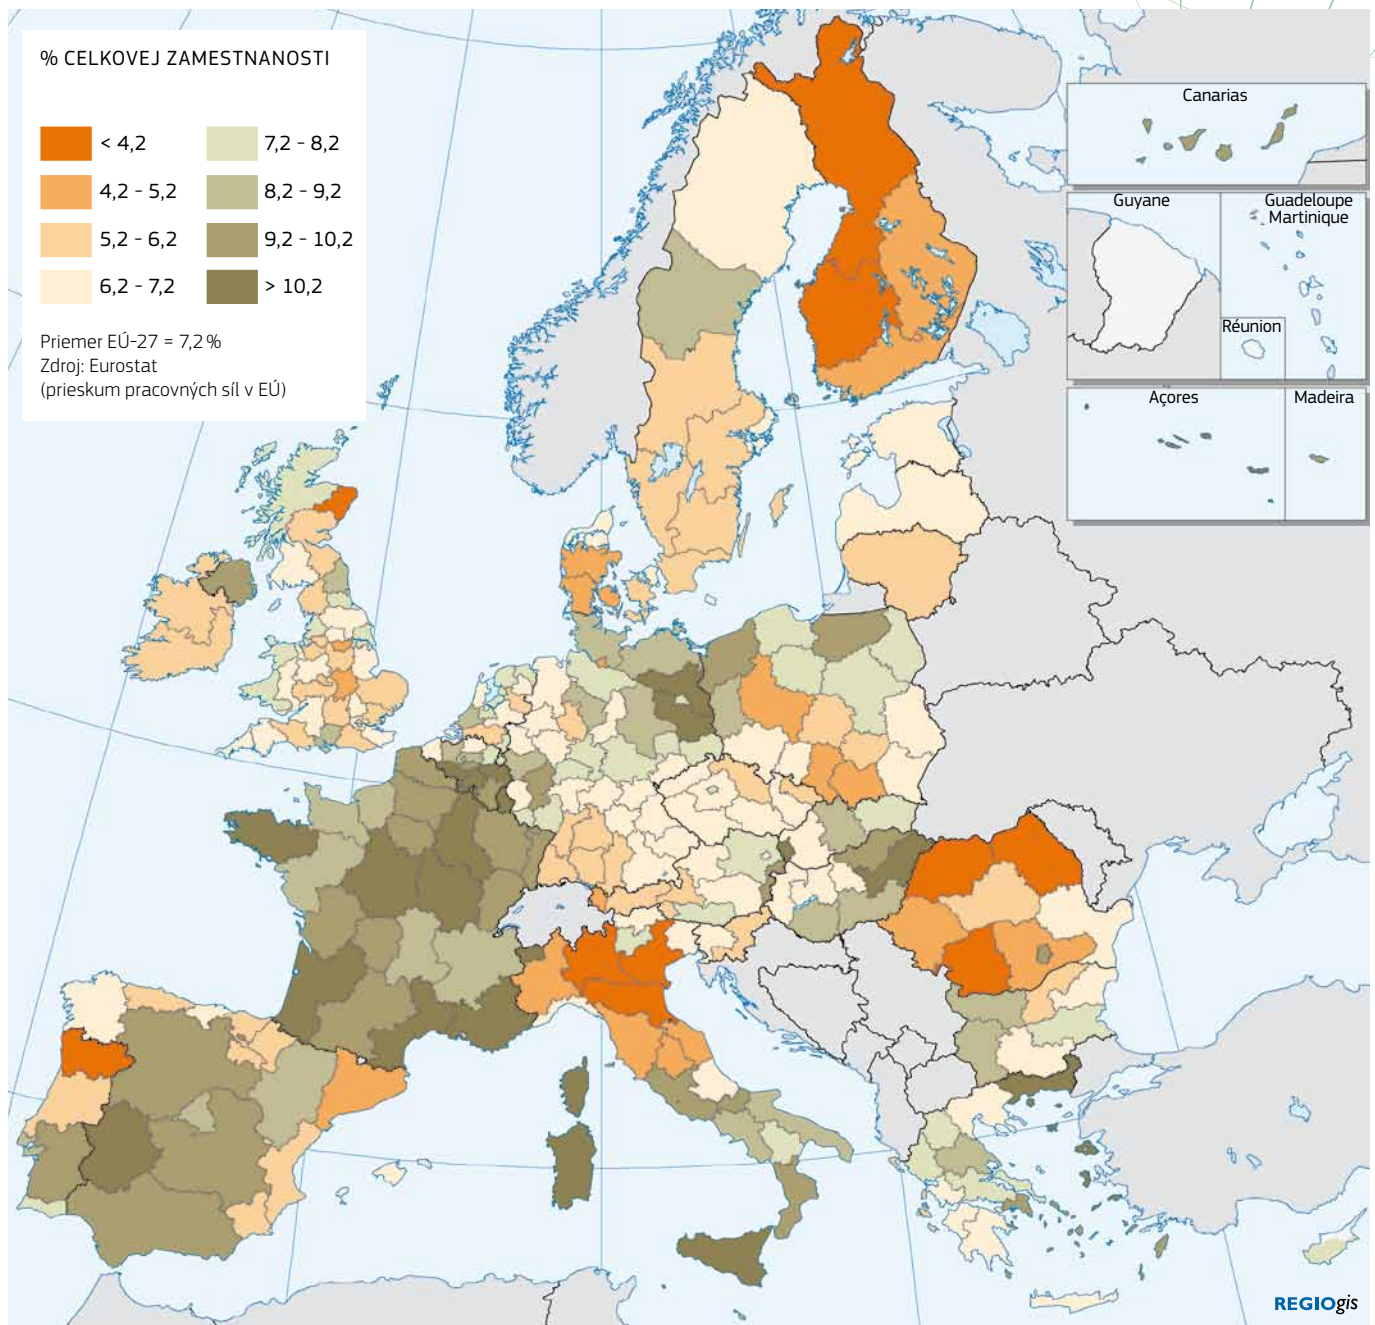 % CELKOVEJ ZAMESTNANOSTI
< 4,2
4,2 - 5,2
5,2 - 6,2
6,2 - 7,2
7,2 - 8,2
8,2 - 9,2
9,2 - 10,2
> 10,2
Priemer EÚ-27 = 7,2 %
Zdroj: Eurostat
(prieskum pracovných síl v EÚ)
Canarias
Guyane
Guadeloupe
Martinique
Réunion
Açores
Madeira
REGIOgis